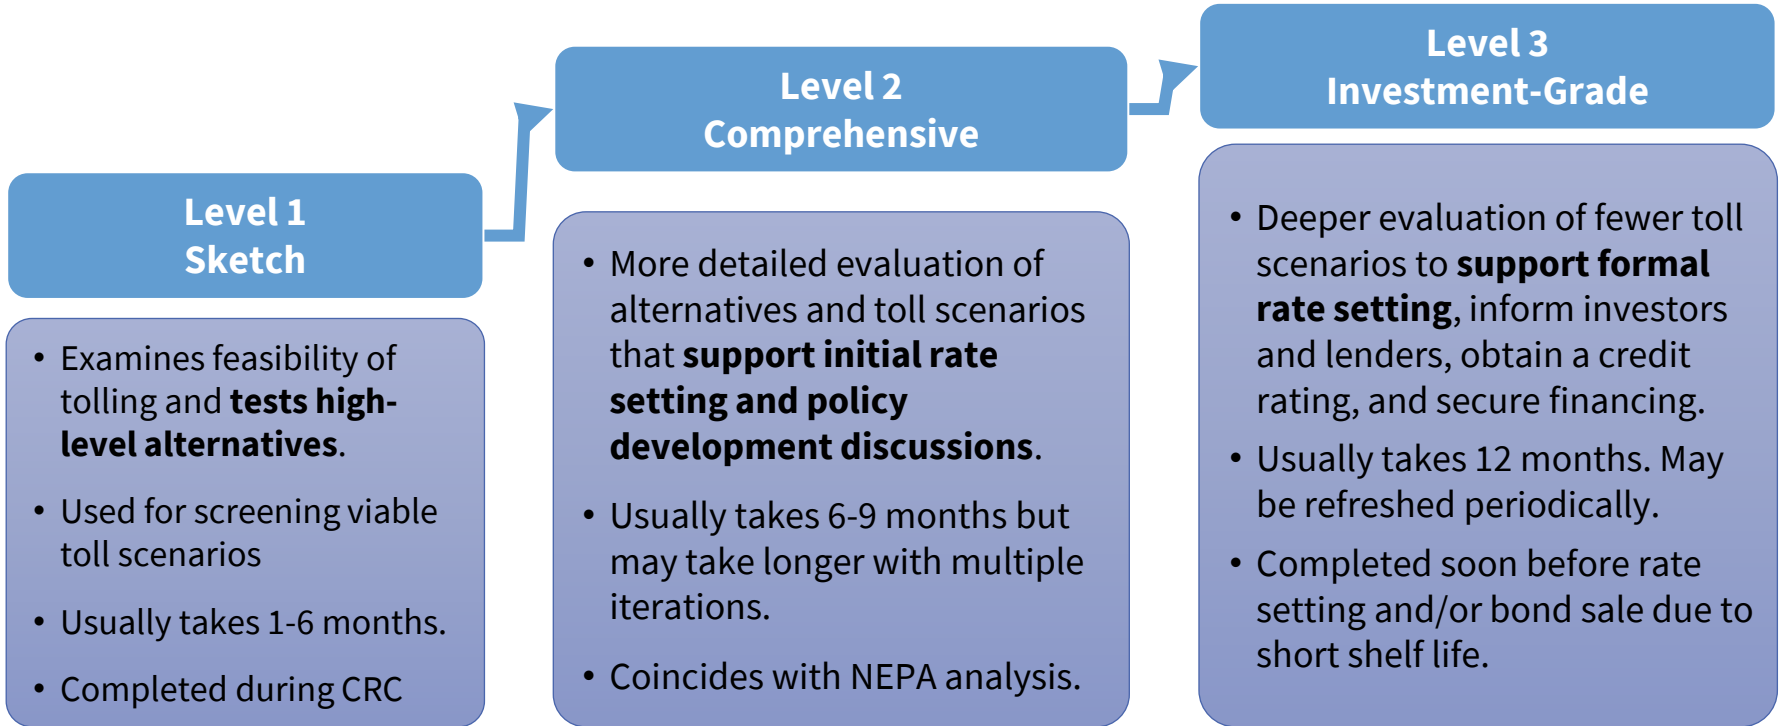 Level 1
Sketch
• Examines feasibility of
tolling and tests high-
level alternatives.
• Used for screening viable
toll scenarios
• Usually takes 1-6 months.
• Completed during CRC
Level 2
Comprehensive
• More detailed evaluation of
alternatives and toll scenarios
that support initial rate
setting and policy
development discussions.
• Usually takes 6-9 months but
may take longer with multiple
iterations.
• Coincides with NEPA analysis.
Level 3
Investment-Grade
• Deeper evaluation of fewer toll
scenarios to support formal
rate setting, inform investors
and lenders, obtain a credit
rating, and secure financing.
• Usually takes 12 months. May
be refreshed periodically.
• Completed soon before rate
setting and/or bond sale due to
short shelf life.